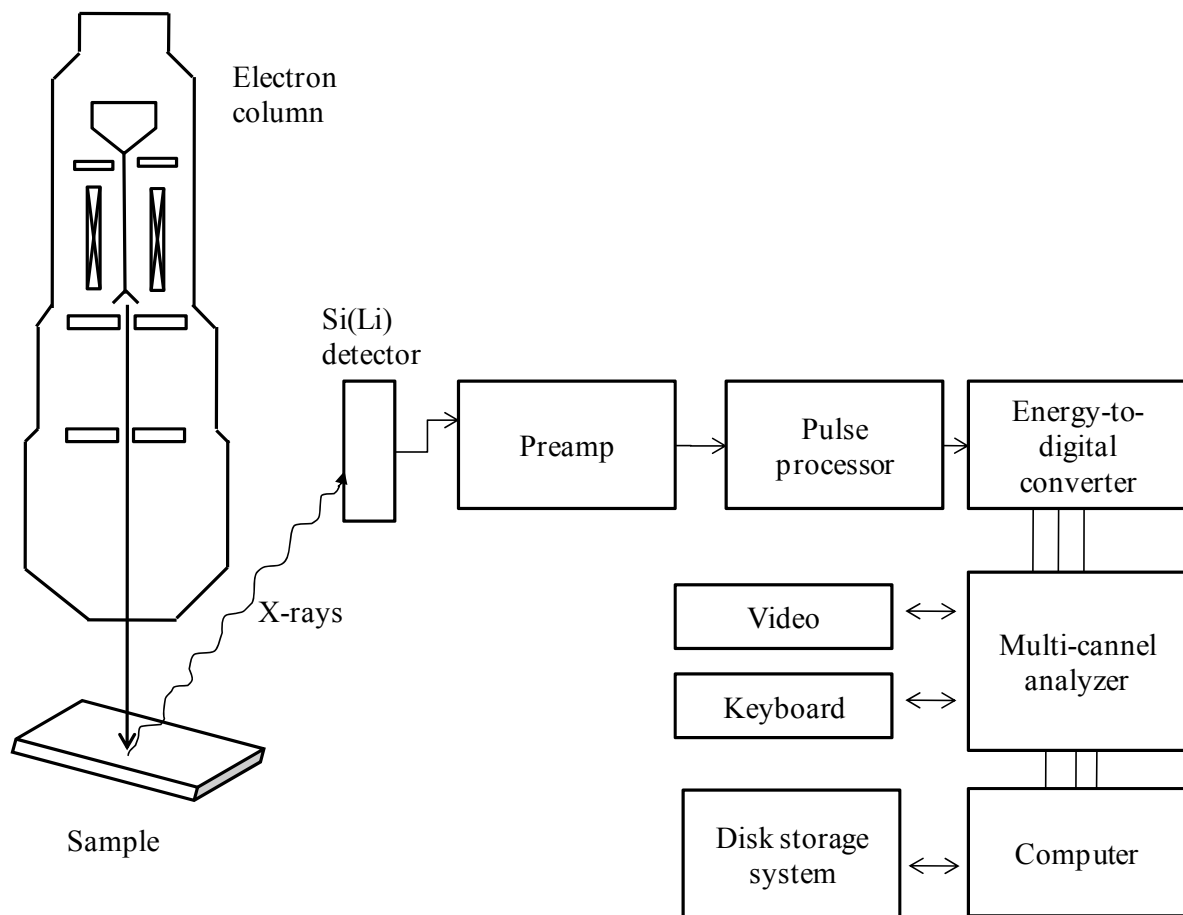 Electron
column
Si(Li)
detector
Preamp
Pulse
processor
Energy-to-
digital
converter
X-rays
Video
Multi-cannel
analyzer
Keyboard
Sample
Disk storage
system
Computer